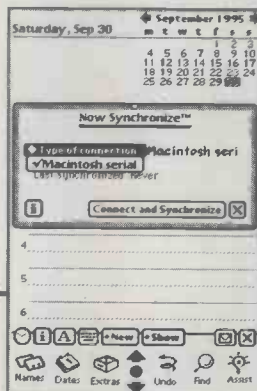 Saturday, Sep 30
September 1995
m t w t f s s
1 2 3
4 5 6 7 8 9 10
11 12 13 14 15 16 17
18 19 20 21 22 23 24
25 26 27 28 29 30
Now Synchronize™
Type of connection Macintosh seri
✓Macintosh serial
Last synchronized Never
i Connect and Synchronize X
4
5
6
i A New Show X
Names Dates Extras Undo Find Assist